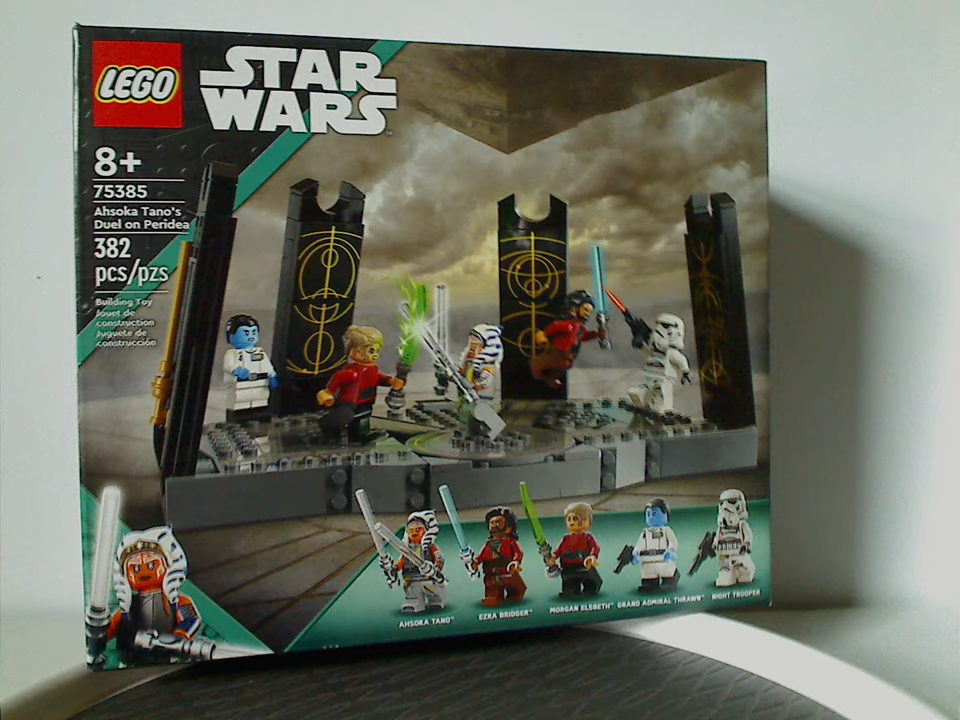 LEGO
STAR
WARS™
8+
75385
Ahsoka Tano's
Duel on Peridea
382
pcs/pzs
Building Toy
Jouet de
construction
Juguete de
construcción
AHSOKA TANO™
EZRA BRIDGER™
MORGAN ELSBETH™
GRAND ADMIRAL THRAWN™
NIGHT TROOPER